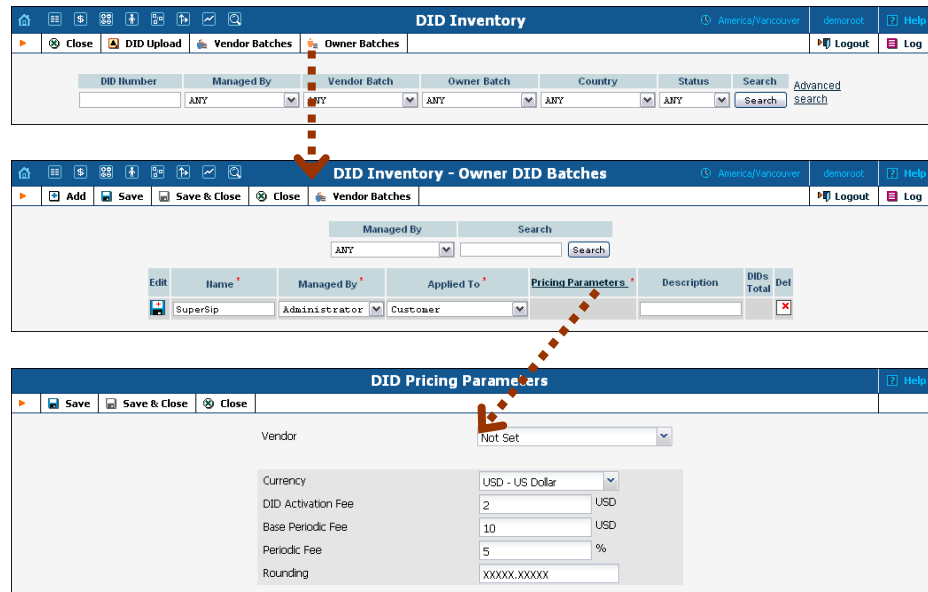 DID Inventory
America/Vancouver
demoroot
? Help
Close
DID Upload
Vendor Batches
Owner Batches
Logout
Log
DID Number Managed By Vendor Batch Owner Batch Country Status Search
ANY ANY ANY ANY ANY Search
Advanced
search
DID Inventory - Owner DID Batches
America/Vancouver
demoroot
? Help
Add
Save
Save & Close
Close
Vendor Batches
Logout
Log
Managed By Search
ANY Search
Edit Name * Managed By * Applied To * Pricing Parameters * Description DIDs Total Del
SuperSip Administrator Customer
DID Pricing Parameters
? Help
Save
Save & Close
Close
Vendor Not Set
Currency USD - US Dollar
DID Activation Fee 2 USD
Base Periodic Fee 10 USD
Periodic Fee 5 %
Rounding XXXXX.XXXXX